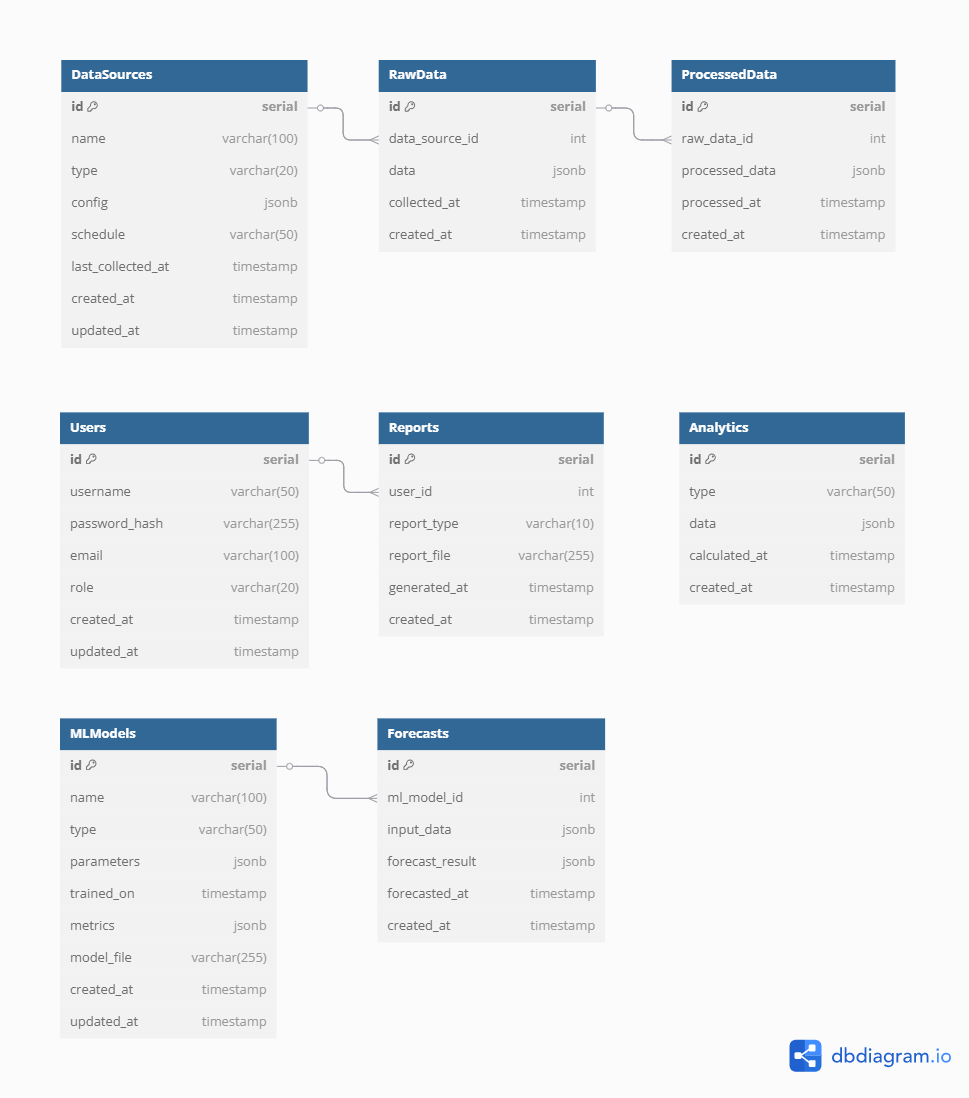 DataSources
id serial
name varchar(100)
type varchar(20)
config jsonb
schedule varchar(50)
last_collected_at timestamp
created_at timestamp
updated_at timestamp
RawData
id serial
data_source_id int
data jsonb
collected_at timestamp
created_at timestamp
ProcessedData
id serial
raw_data_id int
processed_data jsonb
processed_at timestamp
created_at timestamp
Users
id serial
username varchar(50)
password_hash varchar(255)
email varchar(100)
role varchar(20)
created_at timestamp
updated_at timestamp
Reports
id serial
user_id int
report_type varchar(10)
report_file varchar(255)
generated_at timestamp
created_at timestamp
Analytics
id serial
type varchar(50)
data jsonb
calculated_at timestamp
created_at timestamp
MLModels
id serial
name varchar(100)
type varchar(50)
parameters jsonb
trained_on timestamp
metrics jsonb
model_file varchar(255)
created_at timestamp
updated_at timestamp
Forecasts
id serial
ml_model_id int
input_data jsonb
forecast_result jsonb
forecasted_at timestamp
created_at timestamp
dbdiagram.io